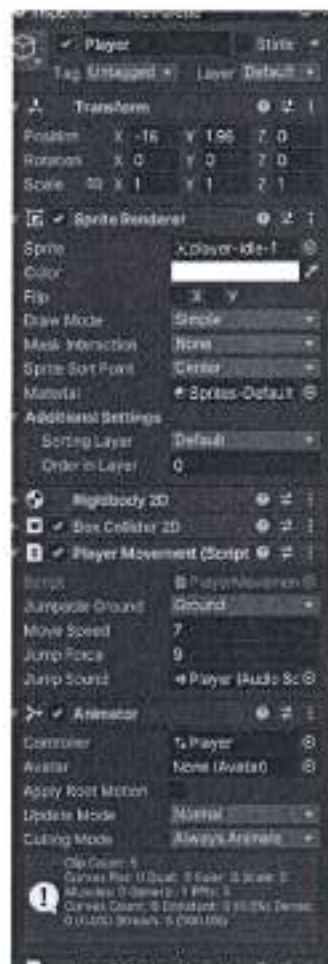 Player Static
Tag Untagged Layer Default
Transform
Position X -16 Y 1.96 Z 0
Rotation X 0 Y 0 Z 0
Scale X 1 Y 1 Z 1
Sprite Renderer
Sprite player-idle-1
Color
Flip X Y
Draw Mode Simple
Mask Interaction None
Sprite Sort Point Center
Material Sprites-Default
Additional Settings
Sorting Layer Default
Order in Layer 0
Rigidbody 2D
Box Collider 2D
Player Movement (Script
Script PlayerMovemen
Jumpable Ground Ground
Move Speed 7
Jump Force 9
Jump Sound Player (Audio Sc
Animator
Controller Player
Avatar None (Avatar)
Apply Root Motion
Update Mode Normal
Culling Mode Always Animate
Clip Count: 5